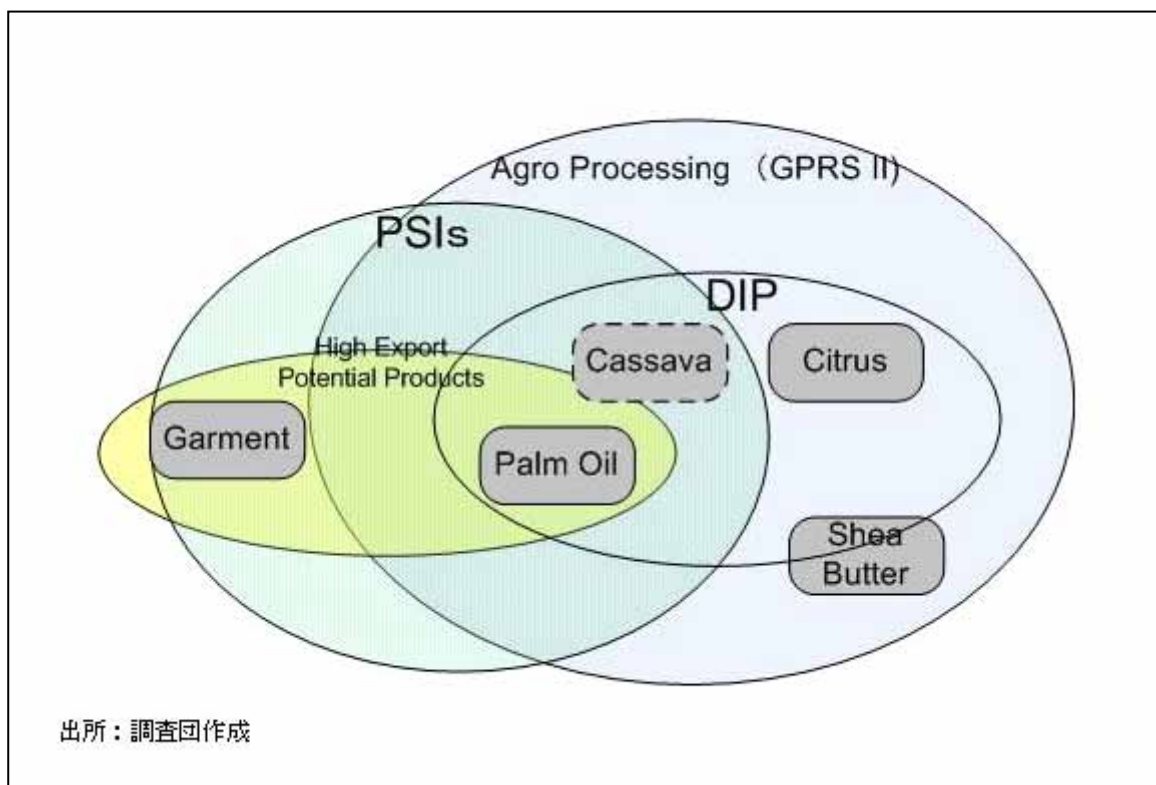 Agro Processing （GPRS II)
PSIs
DIP
High Export
Potential Products
Cassava
Citrus
Garment
Palm Oil
Shea
Butter
出所：調査団作成